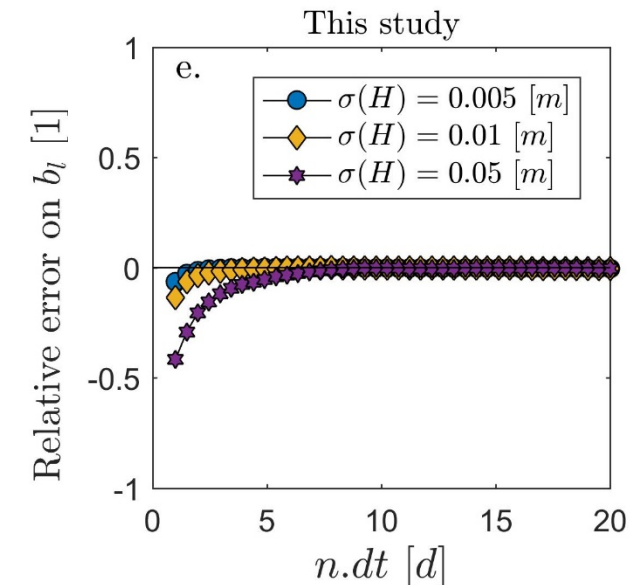 This study
e.
σ(H) = 0.005 [m]
σ(H) = 0.01 [m]
σ(H) = 0.05 [m]
Relative error on b_l [1]
1
0.5
0
-0.5
-1
0 5 10 15 20
n.dt [d]